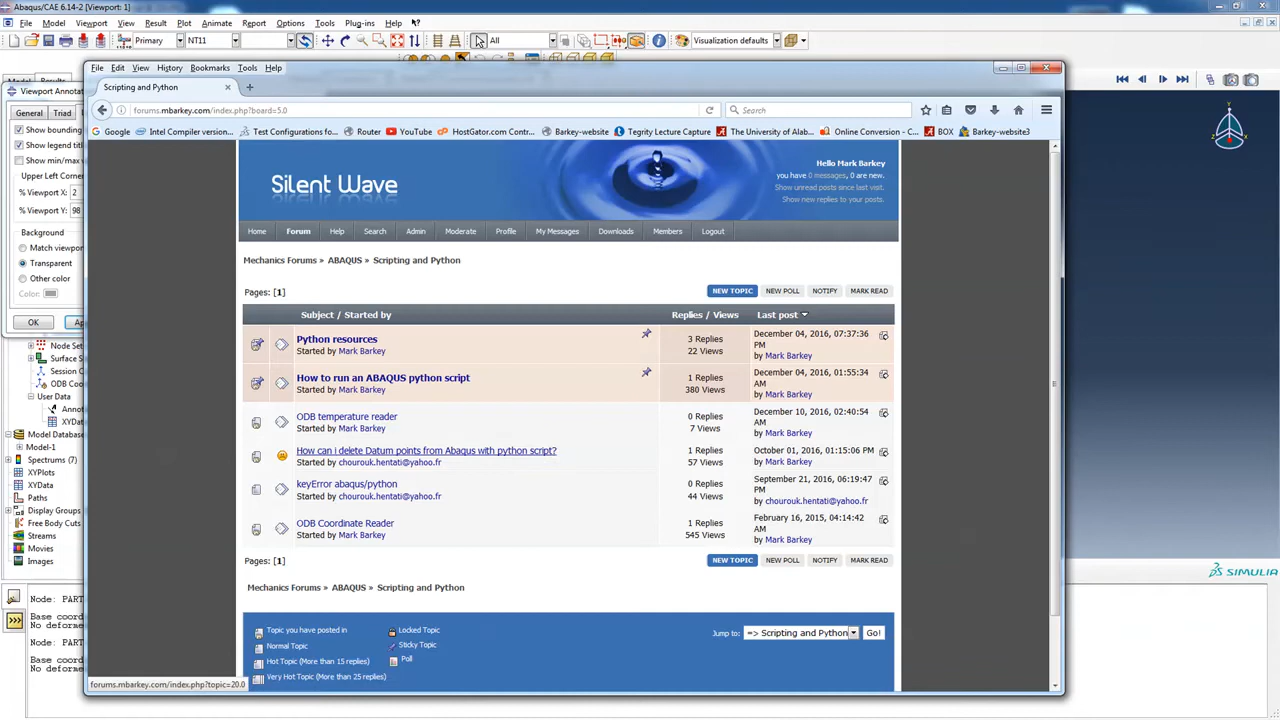 Abaqus/CAE 6.14-2 [Viewport: 1]
File Model Viewport View Result Plot Animate Report Options Tools Plug-ins Help
Primary NT11 All Visualization defaults
File Edit View History Bookmarks Tools Help
Model Results
Scripting and Python
Viewport Annotat
forums.mbarkey.com/index.php?board=5.0
Search
General Triad
Google Intel Compiler version... Test Configurations fo... Router YouTube HostGator.com Contr... Barkey-website Tegrity Lecture Capture The University of Alab... Online Conversion - C... BOX Barkey-website3
Show bounding
Show legend titl
Show min/max v
Upper Left Corner
% Viewport X: 2
% Viewport Y: 98
Background
Match viewpor
Transparent
Other color
Color:
OK Ap
Silent Wave
Hello Mark Barkey
you have 0 messages, 0 are new.
Show unread posts since last visit.
Show new replies to your posts.
Home Forum Help Search Admin Moderate Profile My Messages Downloads Members Logout
Mechanics Forums » ABAQUS » Scripting and Python
Pages: [1]
NEW TOPIC NEW POLL NOTIFY MARK READ
Subject / Started by Replies / Views Last post
Python resources
Started by Mark Barkey
3 Replies
22 Views
December 04, 2016, 07:37:36
PM
by Mark Barkey
How to run an ABAQUS python script
Started by Mark Barkey
1 Replies
380 Views
December 04, 2016, 01:55:34
AM
by Mark Barkey
ODB temperature reader
Started by Mark Barkey
0 Replies
7 Views
December 10, 2016, 02:40:54
AM
by Mark Barkey
How can i delete Datum points from Abaqus with python script?
Started by chourouk.hentati@yahoo.fr
1 Replies
57 Views
October 01, 2016, 01:15:06 PM
by Mark Barkey
keyError abaqus/python
Started by chourouk.hentati@yahoo.fr
0 Replies
44 Views
September 21, 2016, 06:19:47
PM
by chourouk.hentati@yahoo.fr
ODB Coordinate Reader
Started by Mark Barkey
1 Replies
545 Views
February 16, 2015, 04:14:42
AM
by Mark Barkey
Pages: [1]
NEW TOPIC NEW POLL NOTIFY MARK READ
Mechanics Forums » ABAQUS » Scripting and Python
Topic you have posted in
Normal Topic
Hot Topic (More than 15 replies)
Very Hot Topic (More than 25 replies)
Locked Topic
Sticky Topic
Poll
Jump to: => Scripting and Python Go!
forums.mbarkey.com/index.php?topic=20.0
Node Set
Surface S
Session C
ODB Coo
User Data
Annot
XYData
Model Database
Model-1
Spectrums (7)
XYPlots
XYData
Paths
Display Groups
Free Body Cuts
Streams
Movies
Images
Node: PART
Base coord
No deforme
Node: PART
Base coord
No deforme
SIMULIA